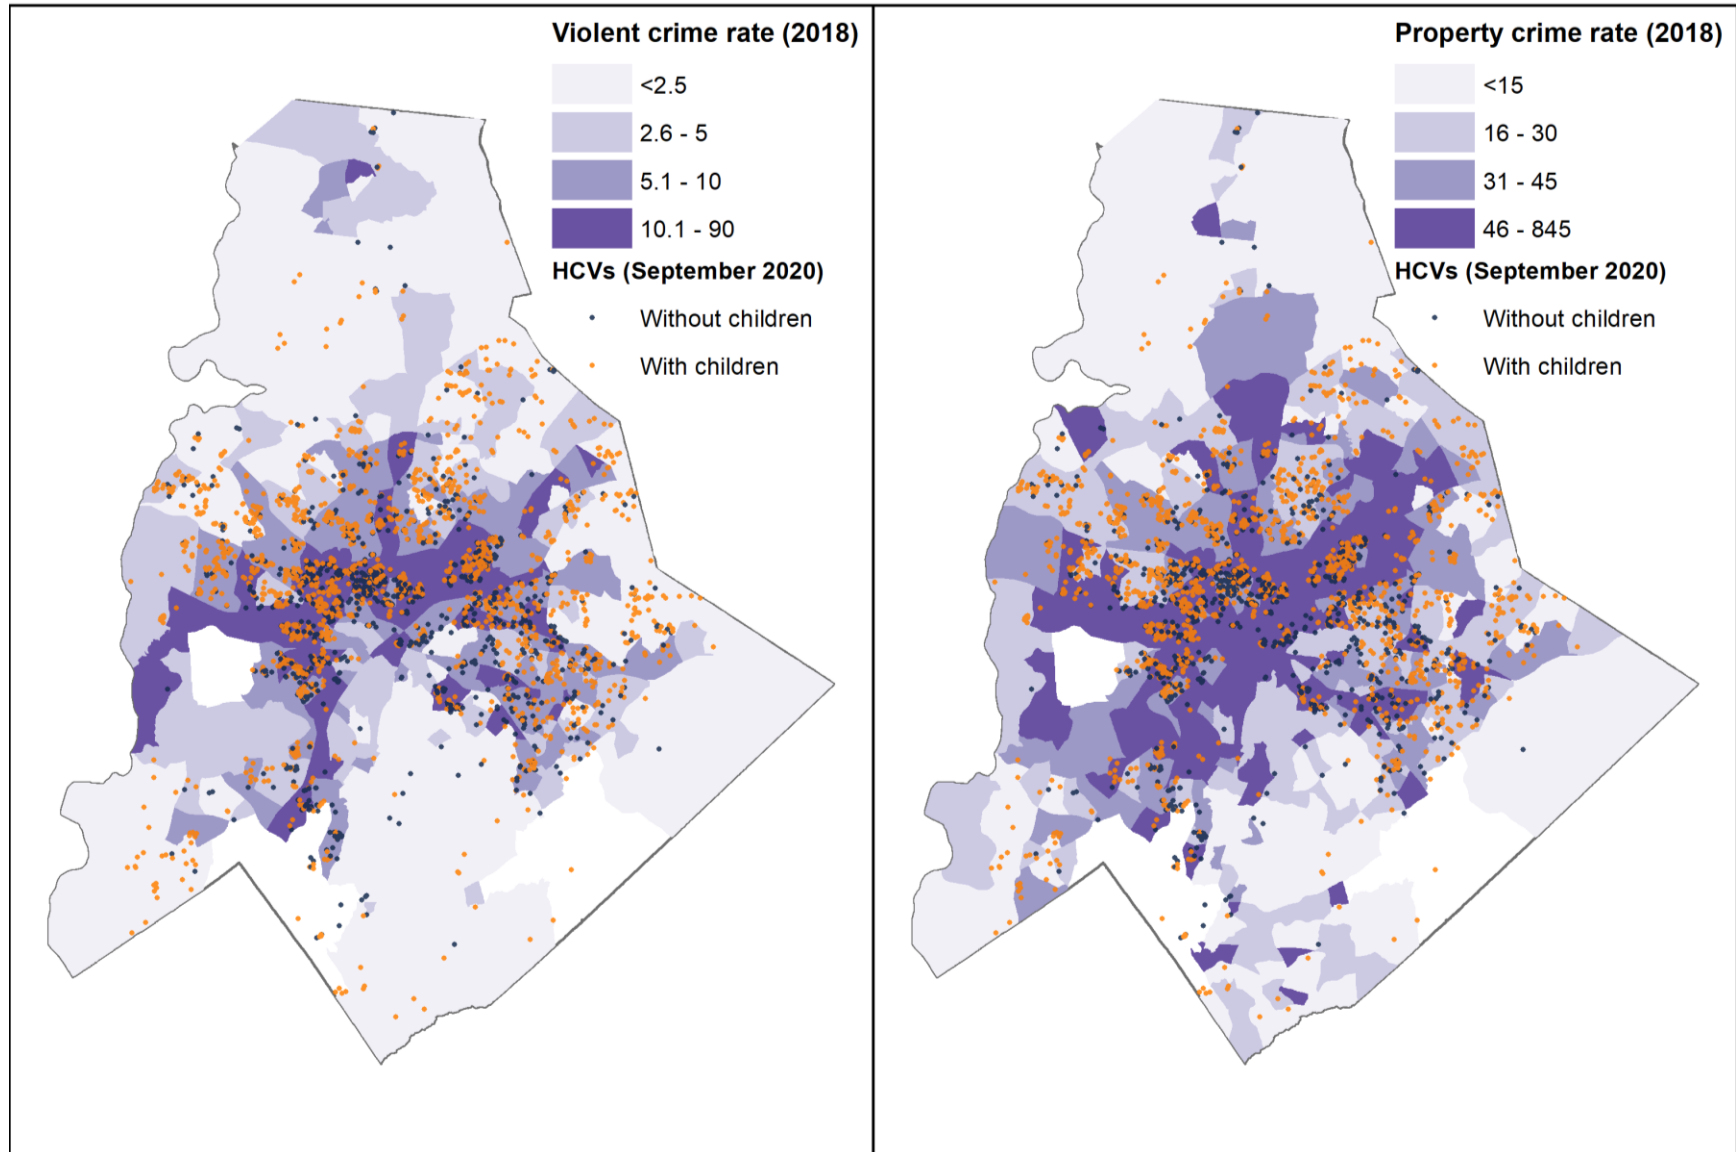 Violent crime rate (2018)
<2.5
2.6 - 5
5.1 - 10
10.1 - 90
HCVs (September 2020)
Without children
With children
Property crime rate (2018)
<15
16 - 30
31 - 45
46 - 845
HCVs (September 2020)
Without children
With children